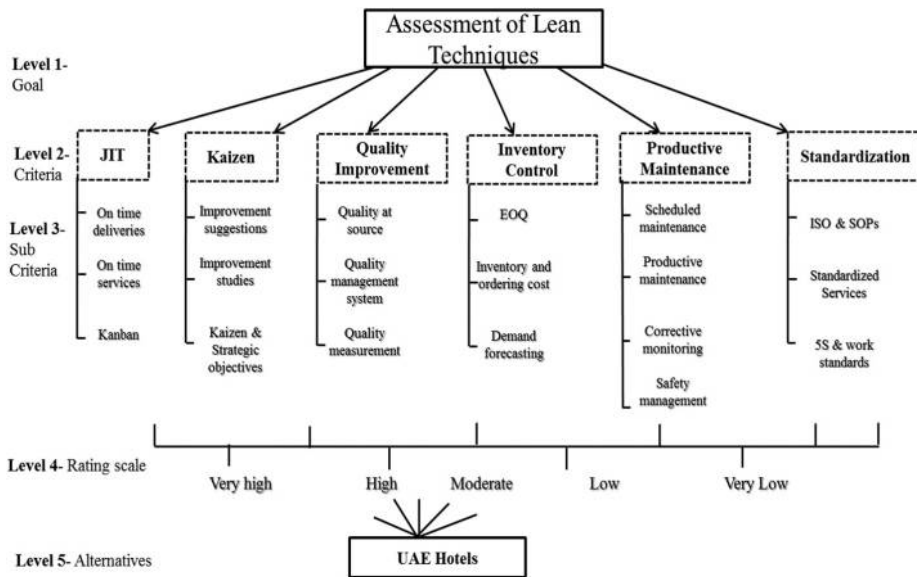 Assessment of Lean
Techniques
Level 1-
Goal
Level 2-
Criteria
JIT
Kaizen
Quality
Improvement
Inventory
Control
Productive
Maintenance
Standardization
Level 3-
Sub
Criteria
On time
deliveries
On time
services
Kanban
Improvement
suggestions
Improvement
studies
Kaizen &
Strategic
objectives
Quality at
source
Quality
management
system
Quality
measurement
EOQ
Inventory and
ordering cost
Demand
forecasting
Scheduled
maintenance
Productive
maintenance
Corrective
monitoring
Safety
management
ISO & SOPs
Standardized
Services
5S & work
standards
Level 4- Rating scale
Very high
High
Moderate
Low
Very Low
Level 5- Alternatives
UAE Hotels